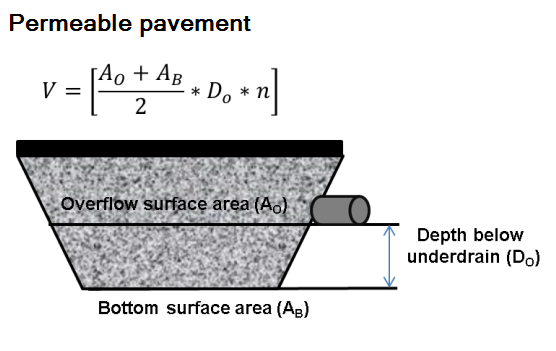 Permeable pavement
V = [(A_O + A_B)/2 * D_o * n]
Overflow surface area (A_O)
Depth below
underdrain (D_O)
Bottom surface area (A_B)